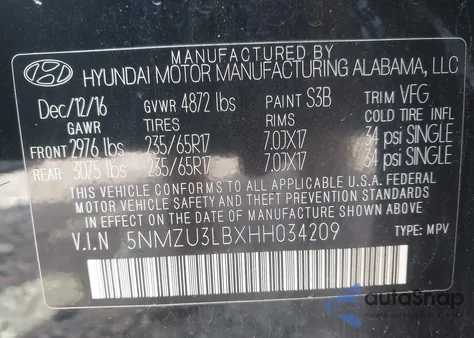 MANUFACTURED BY
HYUNDAI MOTOR MANUFACTURING ALABAMA, LLC
Dec/12/16 GVWR 4872 lbs PAINT S3B TRIM VFG
GAWR TIRES RIMS COLD TIRE INFL
FRONT 2976 lbs 235/65R17 7.0JX17 34 psi SINGLE
REAR 3075 lbs 235/65R17 7.0JX17 34 psi SINGLE
THIS VEHICLE CONFORMS TO ALL APPLICABLE U.S.A. FEDERAL
MOTOR VEHICLE SAFETY AND THEFT PREVENTION STANDARDS
IN EFFECT ON THE DATE OF MANUFACTURE SHOWN ABOVE.
V.I.N 5NMZU3LBXHH034209 TYPE: MPV
autoSnap